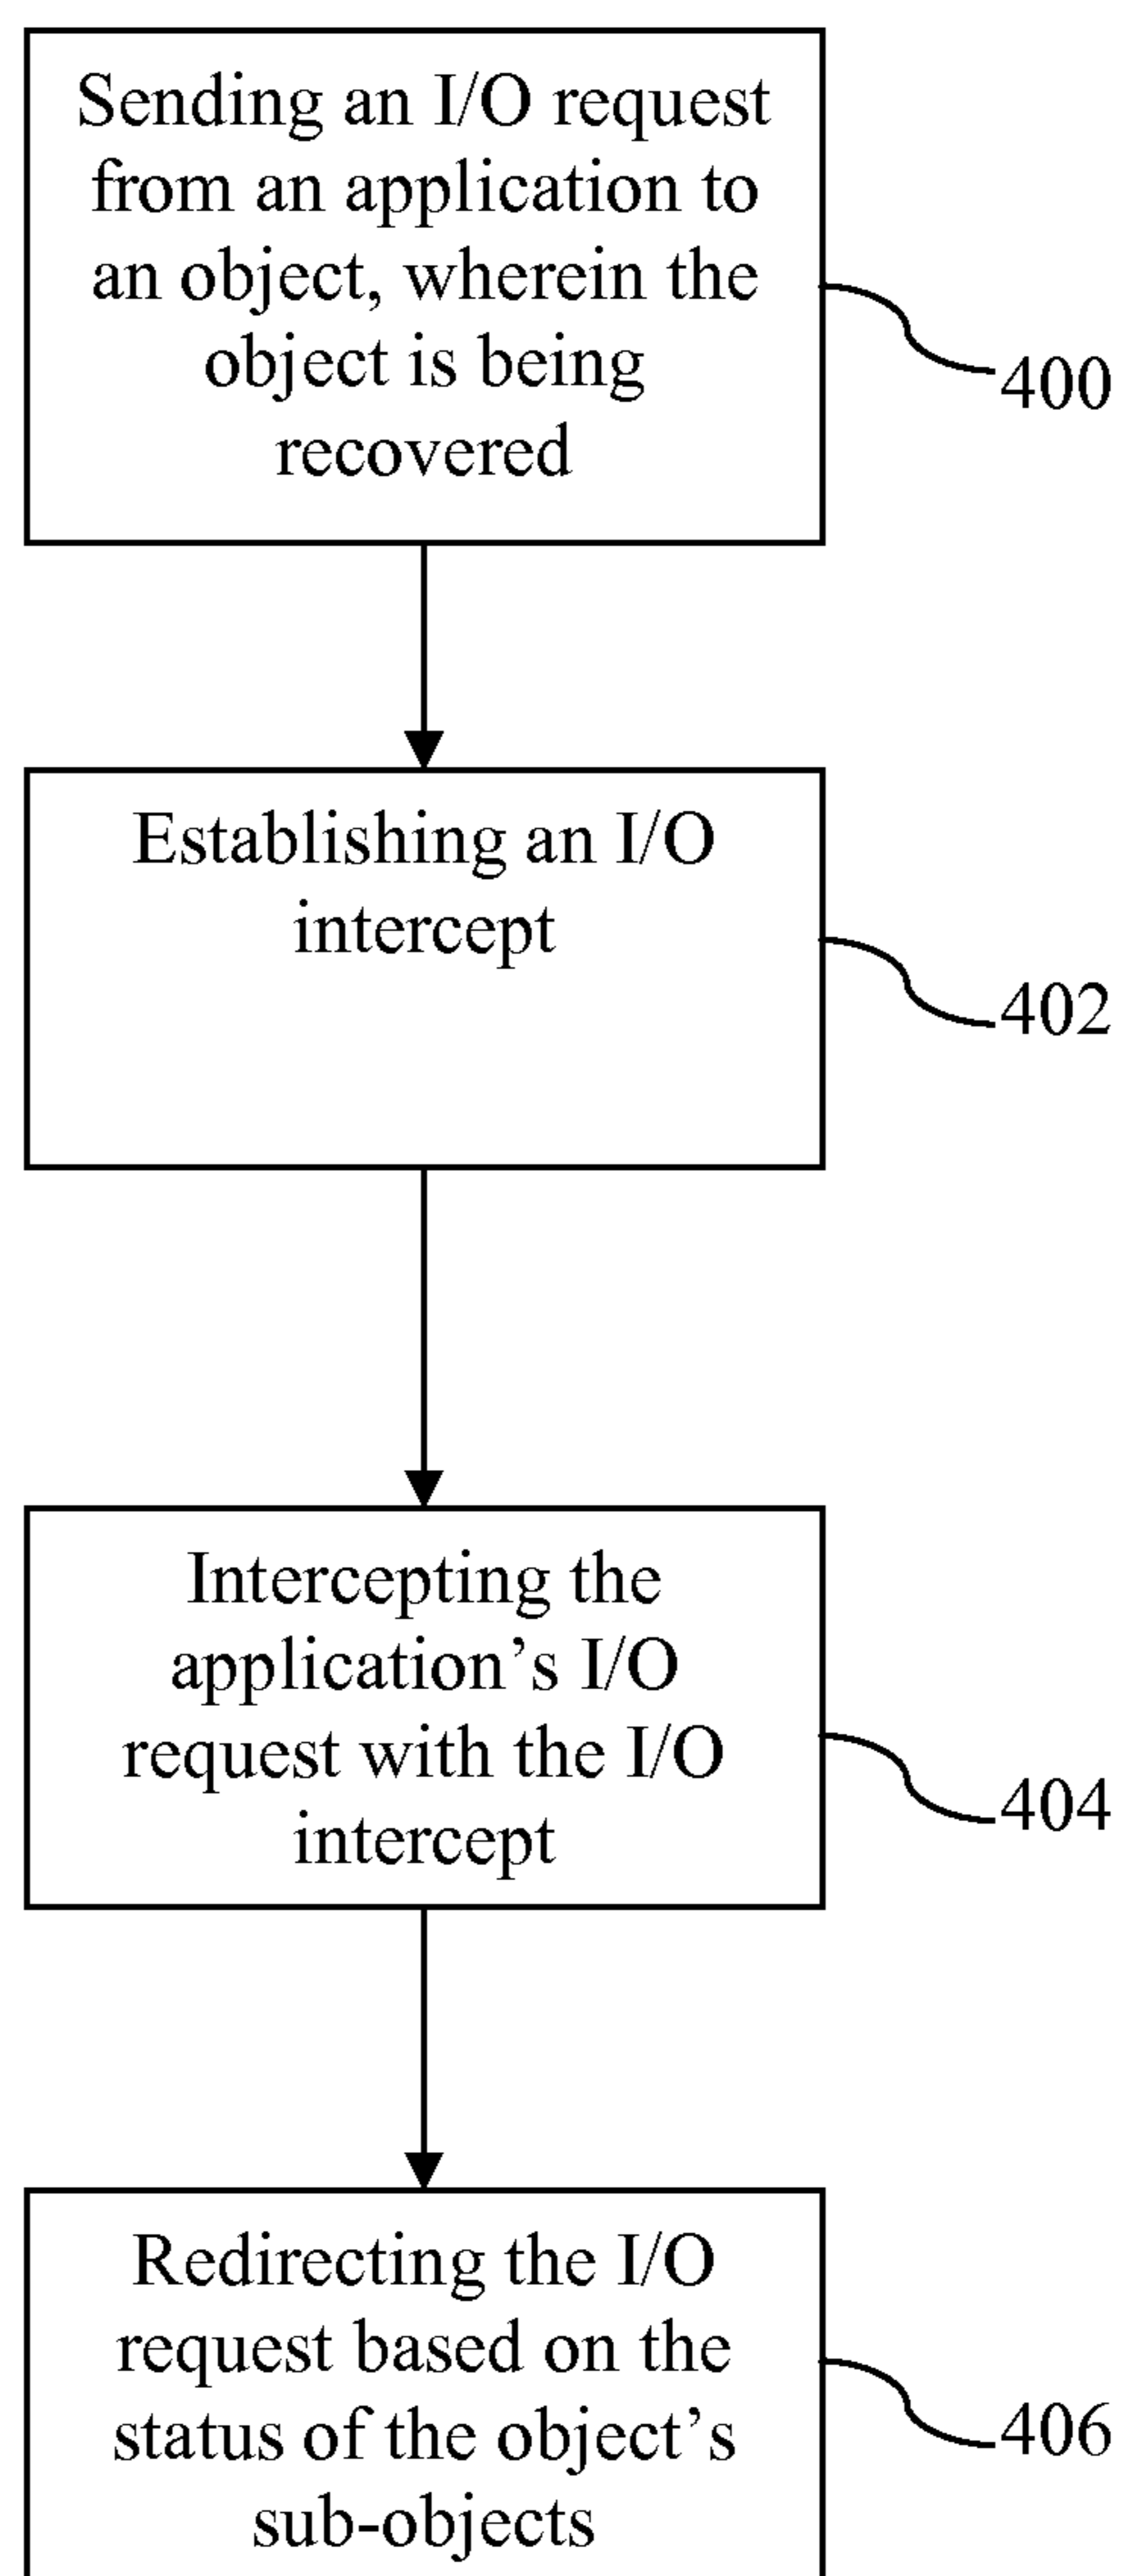 Sending an I/O request
from an application to
an object, wherein the
object is being
recovered
400
Establishing an I/O
intercept
402
Intercepting the
application’s I/O
request with the I/O
intercept
404
Redirecting the I/O
request based on the
status of the object’s
sub-objects
406